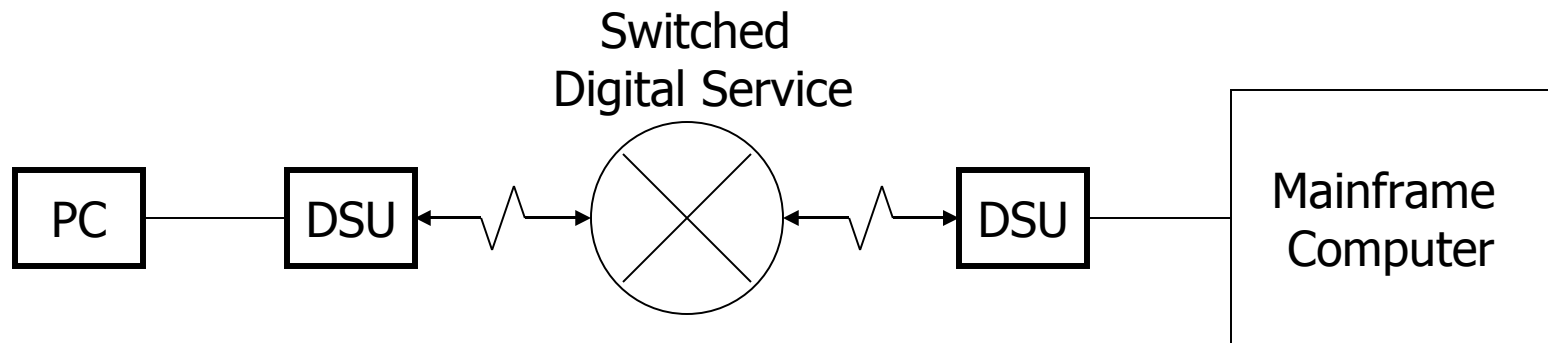 Switched
Digital Service
PC
DSU
DSU
Mainframe
Computer